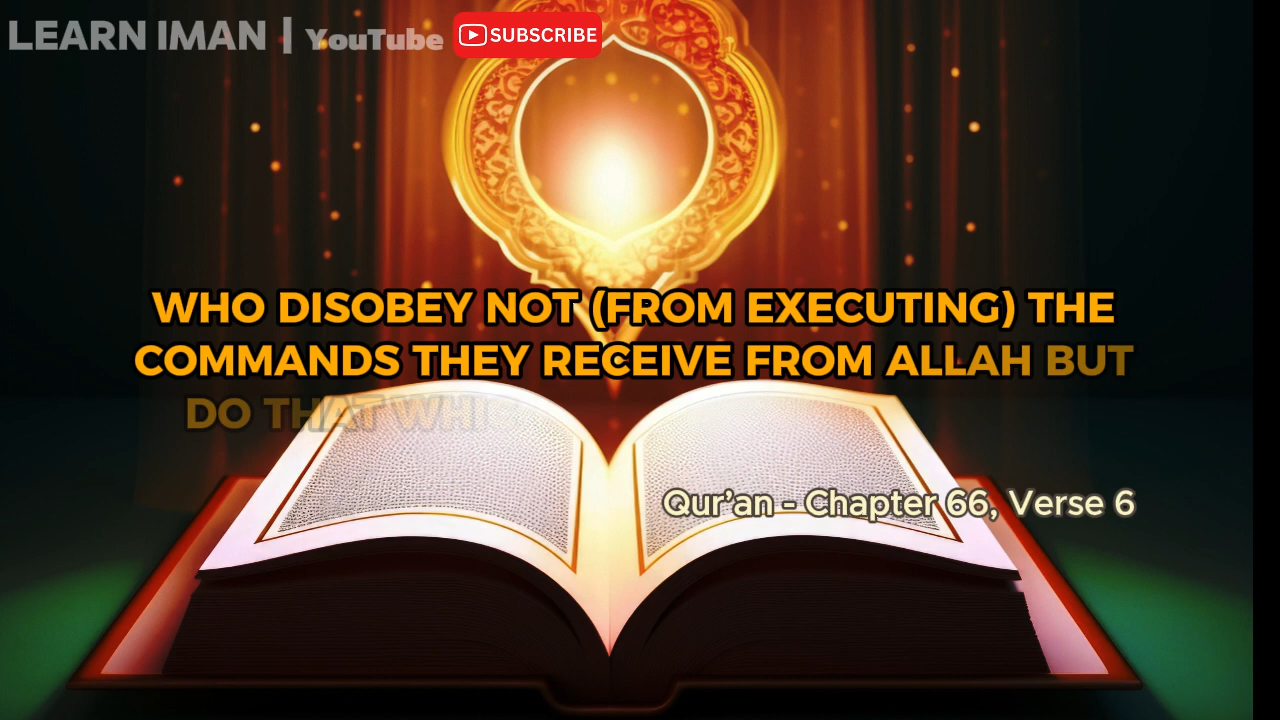 LEARN IMAN | YouTube SUBSCRIBE
WHO DISOBEY NOT (FROM EXECUTING) THE
COMMANDS THEY RECEIVE FROM ALLAH BUT
DO THAT WHIC
Qur'an - Chapter 66, Verse 6